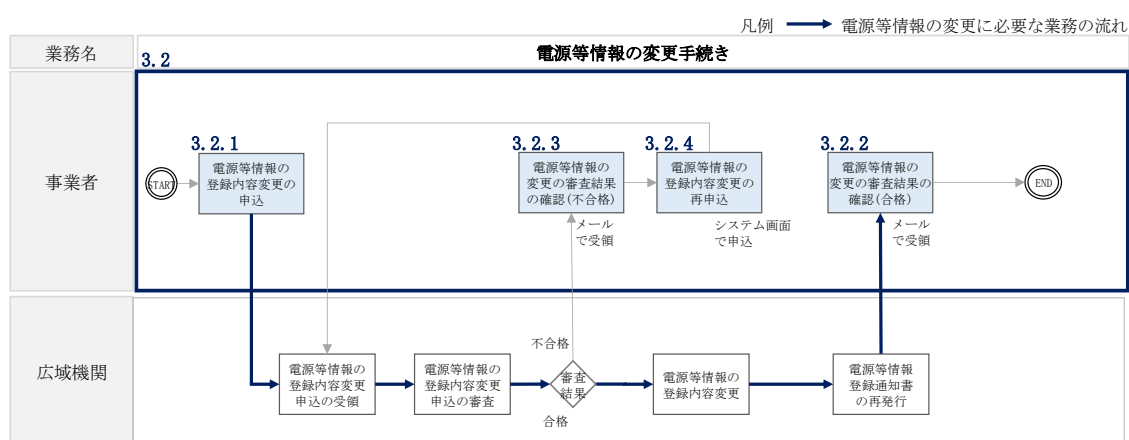 凡例 電源等情報の変更に必要な業務の流れ
業務名
3.2
電源等情報の変更手続き
事業者
START
3.2.1
電源等情報の
登録内容変更の
申込
3.2.3
電源等情報の
変更の審査結果
の確認(不合格)
メール
で受領
3.2.4
電源等情報の
登録内容変更の
再申込
システム画面
で申込
3.2.2
電源等情報の
変更の審査結果の
確認(合格)
メール
で受領
END
広域機関
電源等情報の
登録内容変更
申込の受領
電源等情報の
登録内容変更
申込の審査
不合格
審査
結果
合格
電源等情報の
登録内容変更
電源等情報
登録通知書
の再発行